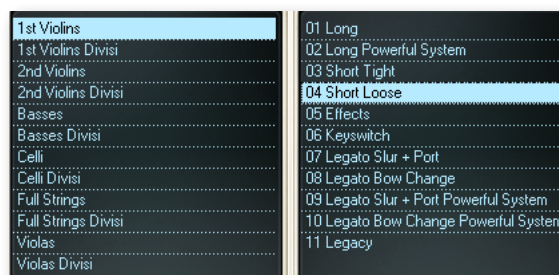 1st Violins
1st Violins Divisi
2nd Violins
2nd Violins Divisi
Basses
Basses Divisi
Celli
Celli Divisi
Full Strings
Full Strings Divisi
Violas
Violas Divisi
01 Long
02 Long Powerful System
03 Short Tight
04 Short Loose
05 Effects
06 Keyswitch
07 Legato Slur + Port
08 Legato Bow Change
09 Legato Slur + Port Powerful System
10 Legato Bow Change Powerful System
11 Legacy